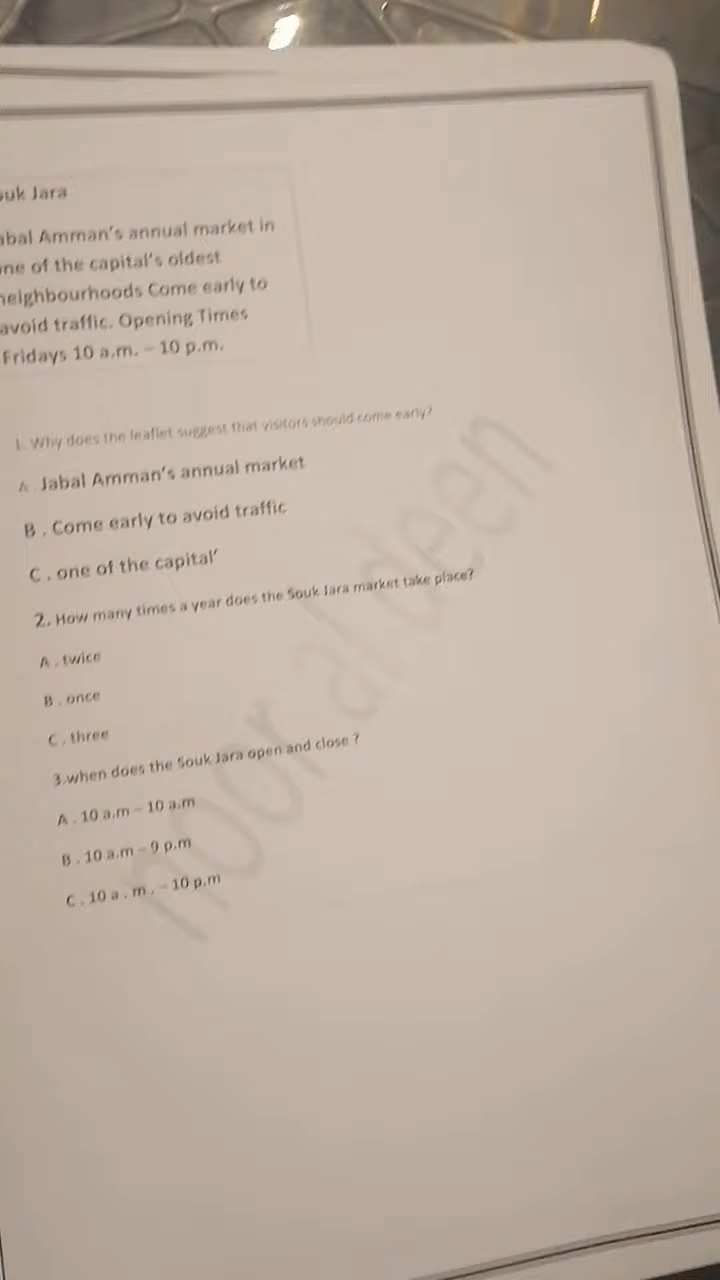 ouk Jara
abal Amman's annual market in
ne of the capital's oldest
neighbourhoods Come early to
avoid traffic. Opening Times
Fridays 10 a.m. – 10 p.m.
1. Why does the leaflet suggest that visitors should come early?
A. Jabal Amman's annual market
B . Come early to avoid traffic
C . one of the capital'
2. How many times a year does the Souk Jara market take place?
A . twice
B . once
C . three
3.when does the Souk Jara open and close ?
A . 10 a.m – 10 a.m
B . 10 a.m – 9 p.m
C . 10 a . m . – 10 p.m
noor al deen